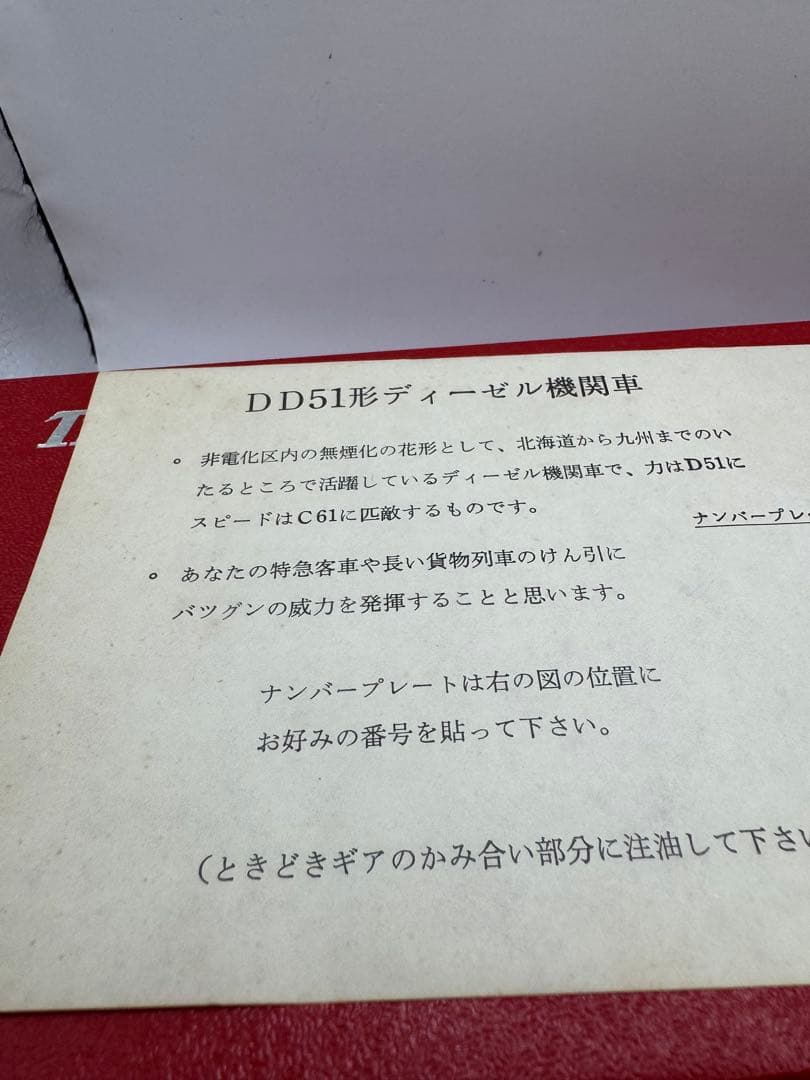 DD51形ディーゼル機関車
。非電化区内の無煙化の花形として、北海道から九州までのい
たるところで活躍しているディーゼル機関車で、力はD51に
スピードはC61に匹敵するものです。
ナンバープレ
。あなたの特急客車や長い貨物列車のけん引に
バツグンの威力を発揮することと思います。
ナンバープレートは右の図の位置に
お好みの番号を貼って下さい。
(ときどきギアのかみ合い部分に注油して下さい